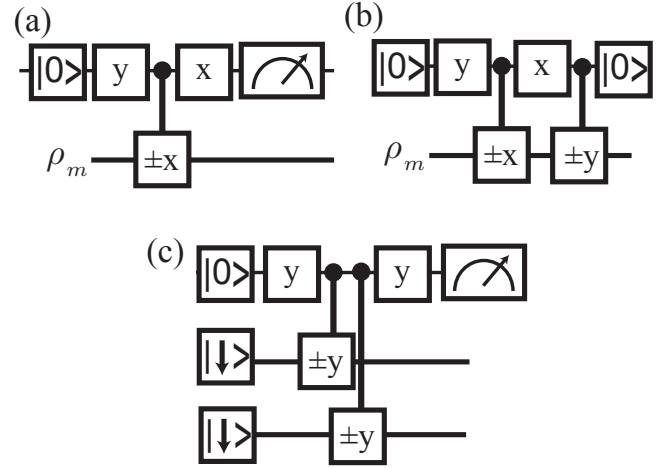 (a)
|0> y x
ρm ±x
(b)
|0> y x |0>
ρm ±x ±y
(c)
|0> y y
|↓> ±y
|↓> ±y